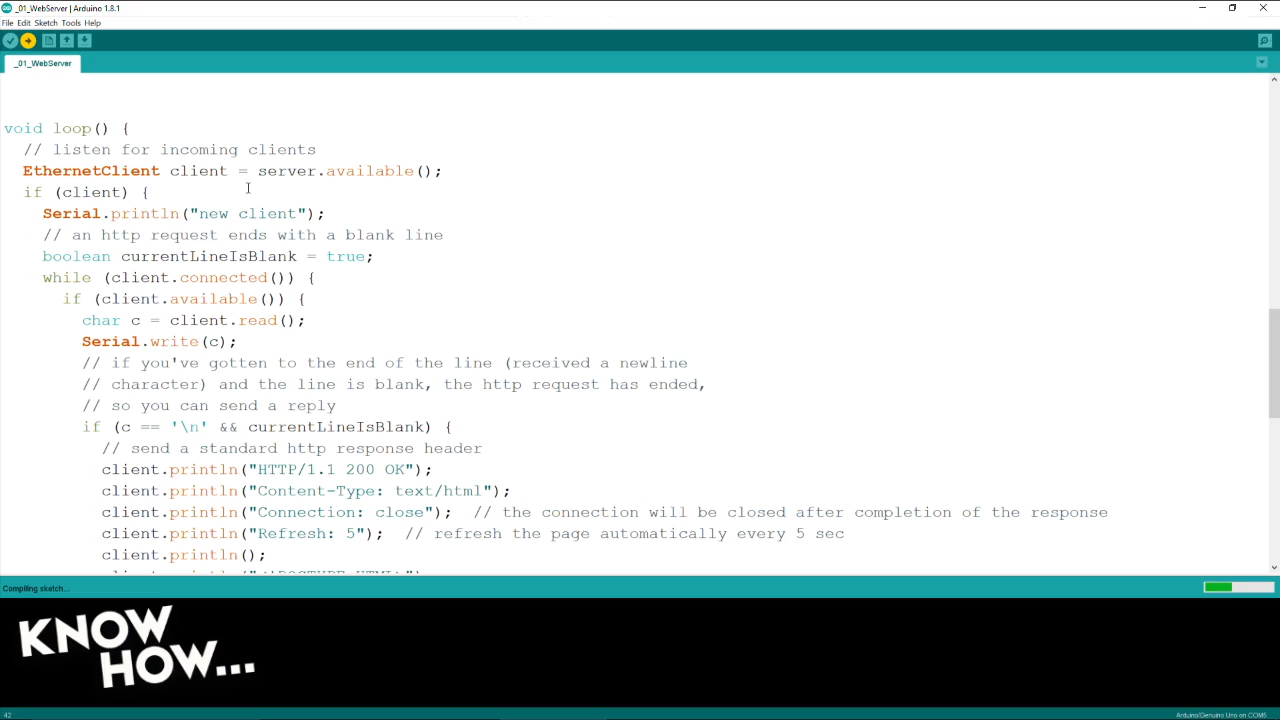 _01_WebServer | Arduino 1.8.1
File Edit Sketch Tools Help
_01_WebServer
void loop() {
// listen for incoming clients
EthernetClient client = server.available();
if (client) {
Serial.println("new client");
// an http request ends with a blank line
boolean currentLineIsBlank = true;
while (client.connected()) {
if (client.available()) {
char c = client.read();
Serial.write(c);
// if you've gotten to the end of the line (received a newline
// character) and the line is blank, the http request has ended,
// so you can send a reply
if (c == '\n' && currentLineIsBlank) {
// send a standard http response header
client.println("HTTP/1.1 200 OK");
client.println("Content-Type: text/html");
client.println("Connection: close"); // the connection will be closed after completion of the response
client.println("Refresh: 5"); // refresh the page automatically every 5 sec
client.println();
Compiling sketch...
KNOW
HOW...
42
Arduino/Genuino Uno on COM5